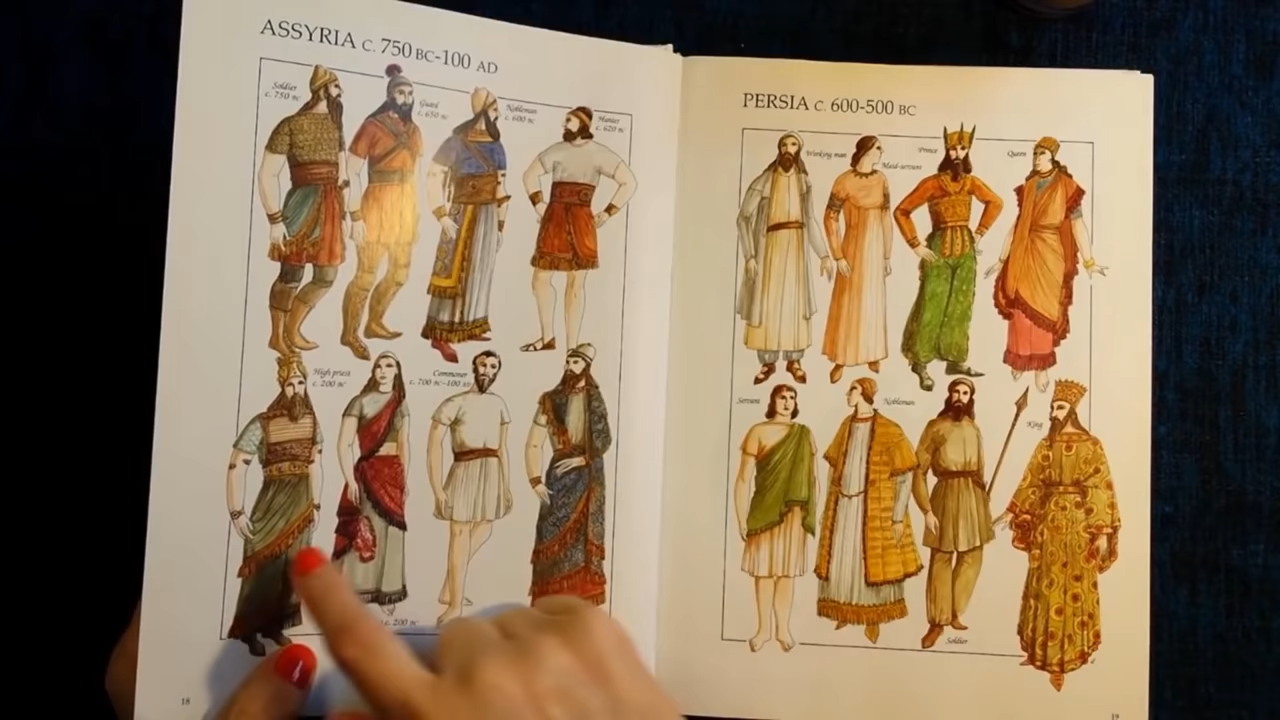 ASSYRIA C. 750 BC-100 AD
Soldier
c. 750 BC
Guard
c. 650 BC
Nobleman
c. 600 BC
Hunter
c. 620 BC
High priest
c. 200 BC
Commoner
c. 700 BC-100 AD
c. 200 BC
18
PERSIA C. 600-500 BC
Working man
Maid-servant
Prince
Queen
Servant
Nobleman
King
Soldier
19